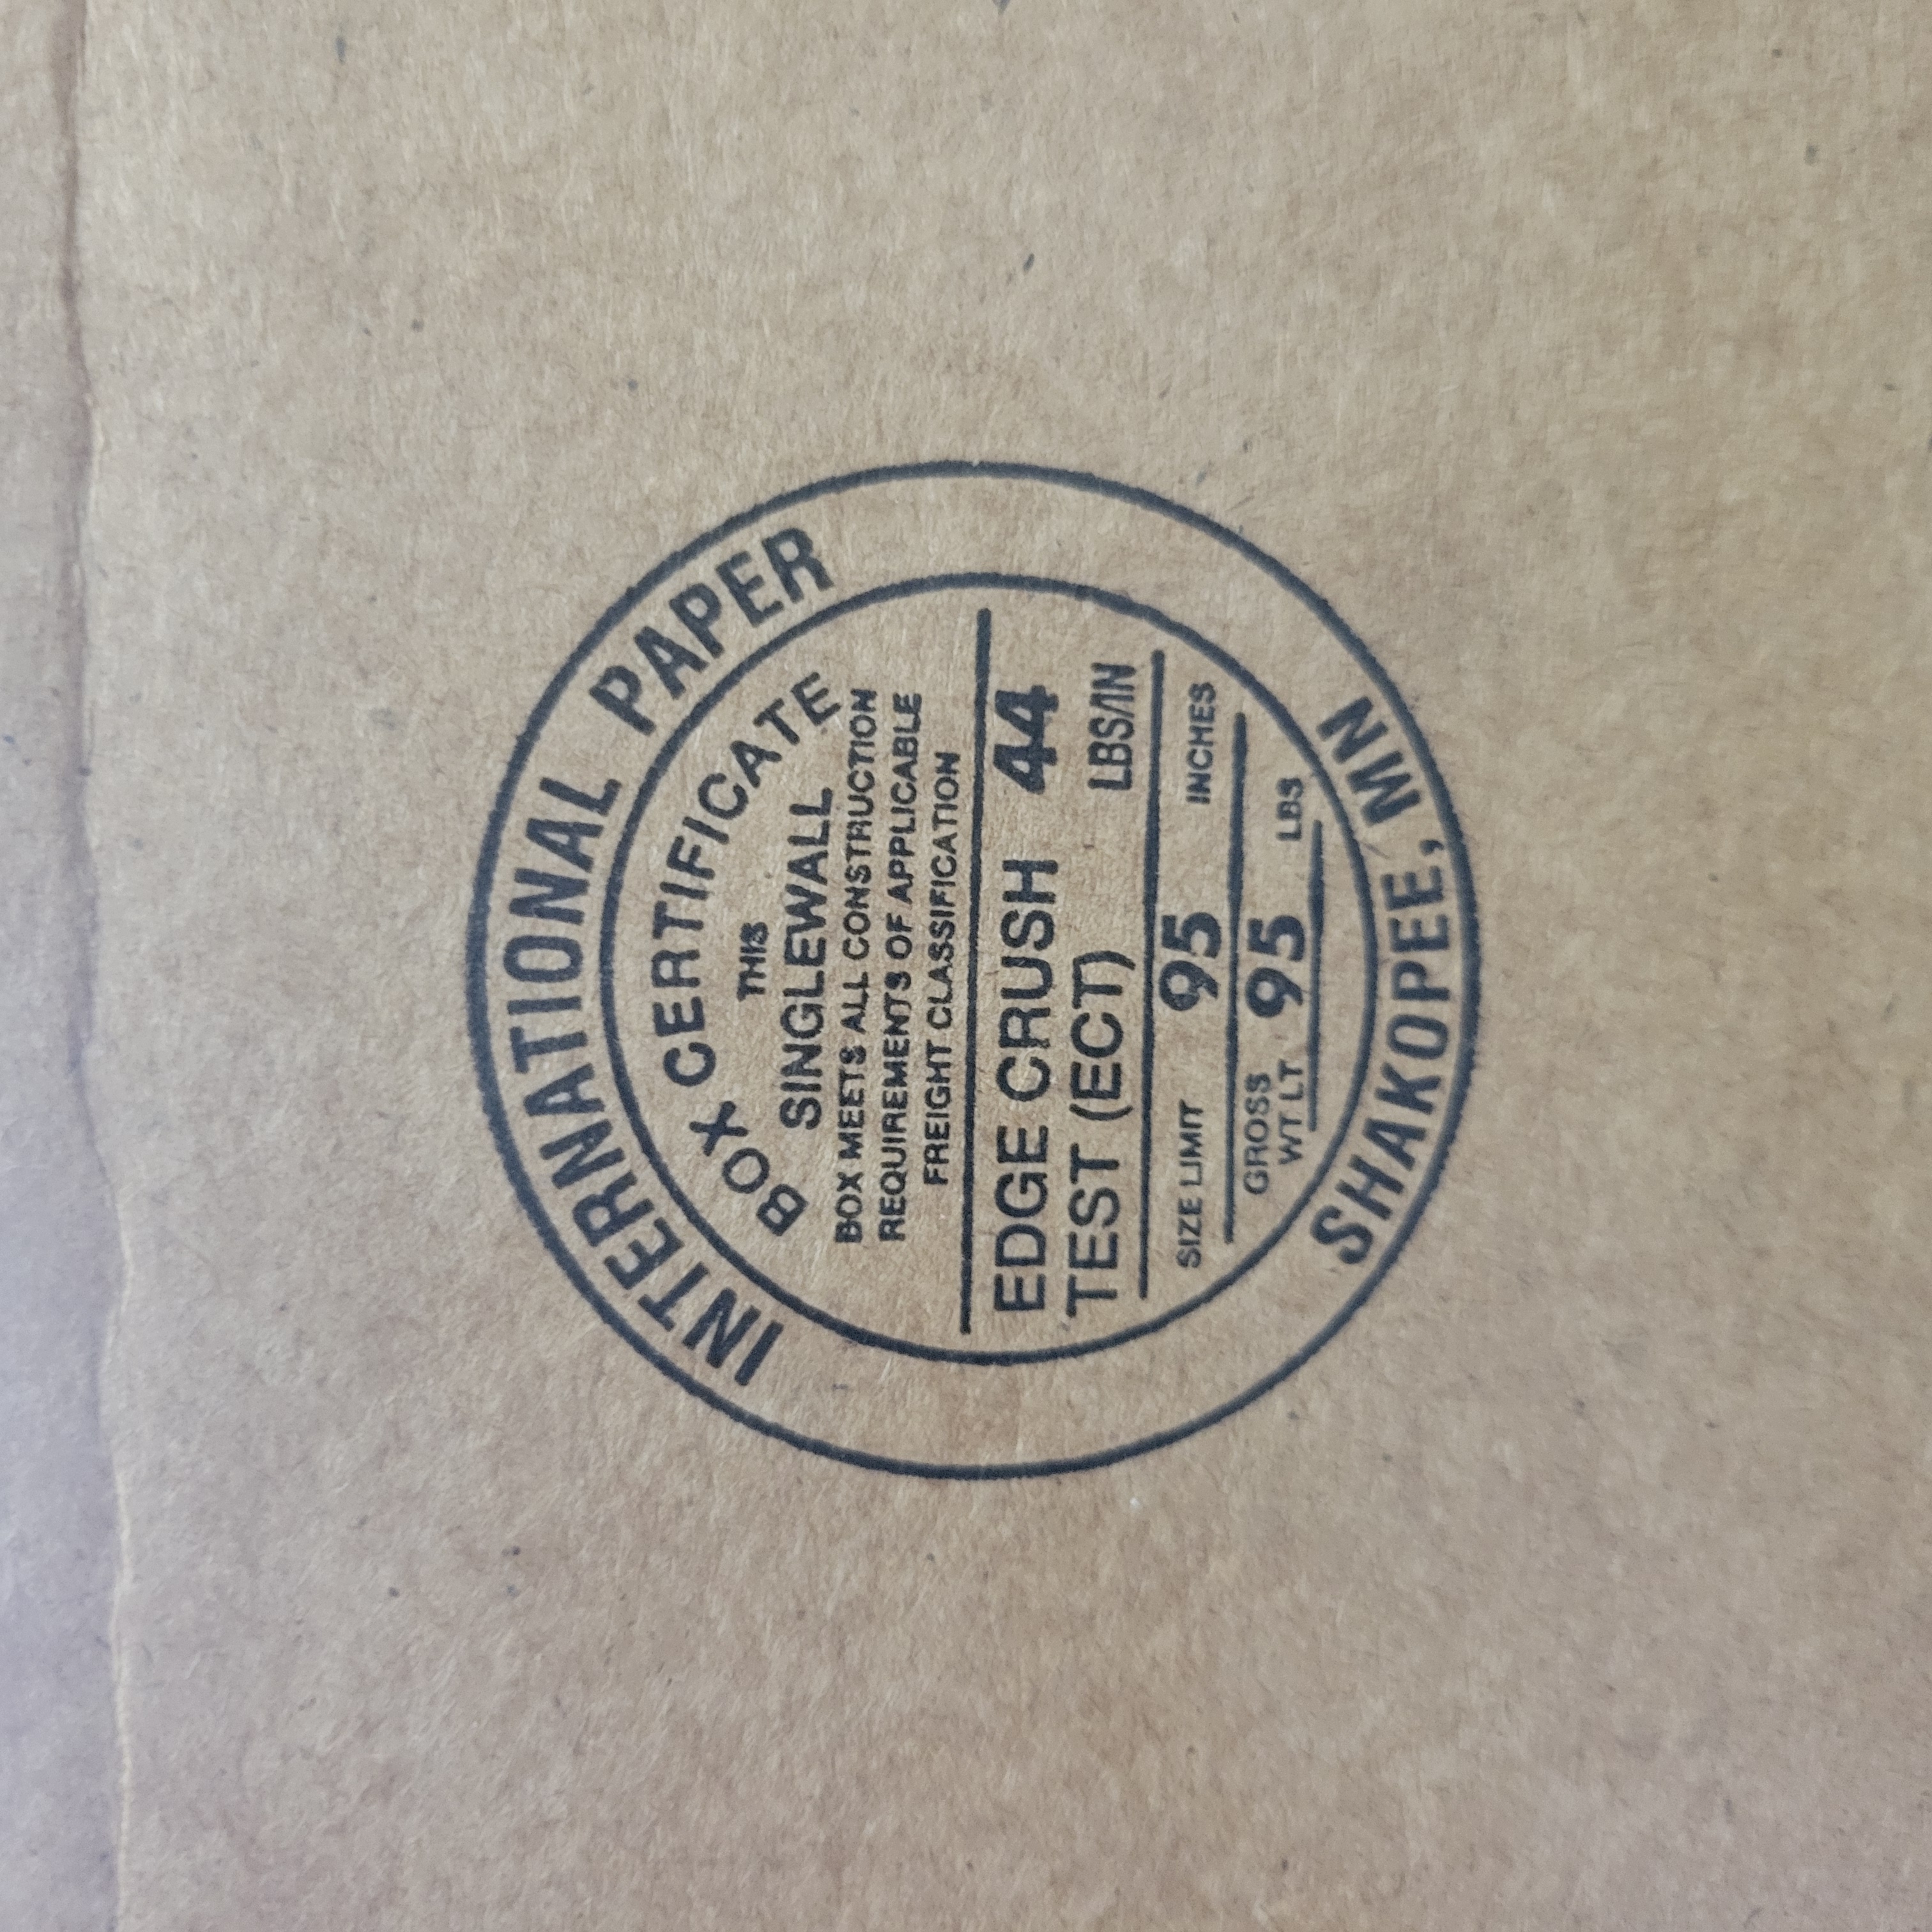 INTERNATIONAL PAPER
BOX CERTIFICATE
THIS
SINGLEWALL
BOX MEETS ALL CONSTRUCTION
REQUIREMENTS OF APPLICABLE
FREIGHT CLASSIFICATION
EDGE CRUSH 44
TEST (ECT) LBS/IN
SIZE LIMIT 95 INCHES
GROSS
WT LT 95 LBS
SHAKOPEE, MN